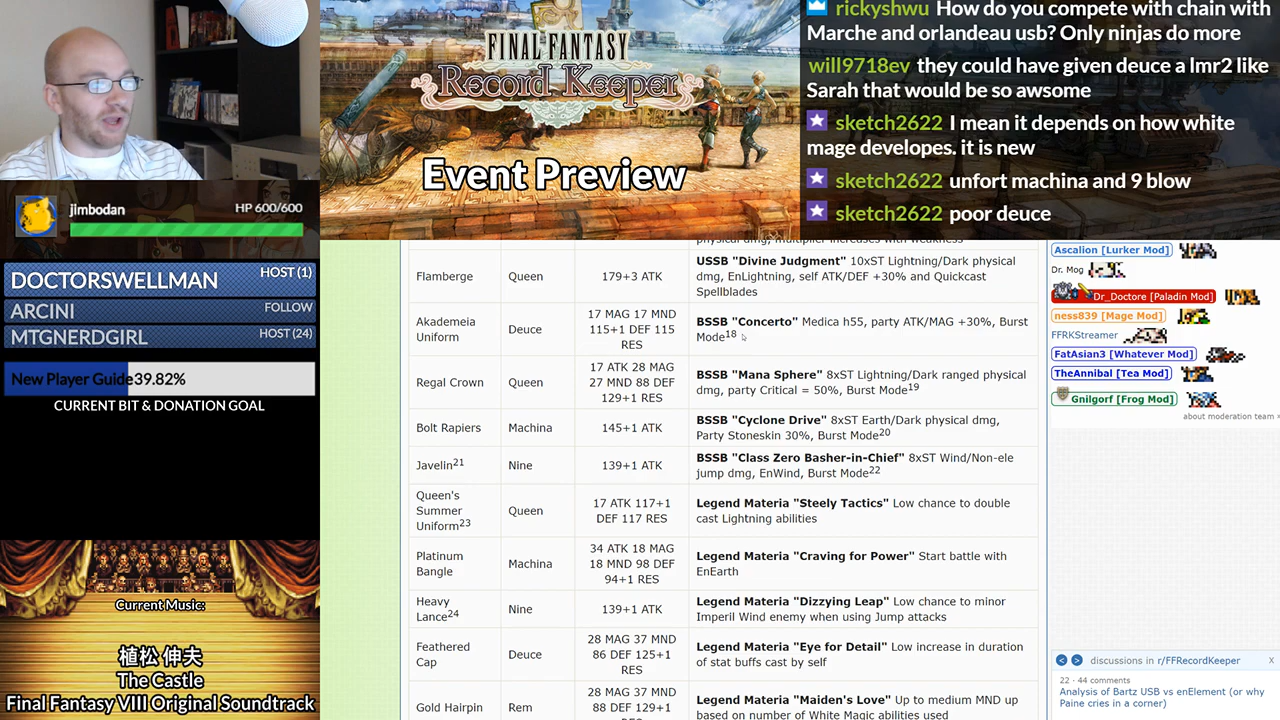 rickyshwu How do you compete with chain with
Marche and orlandeau usb? Only ninjas do more
will9718ev they could have given deuce a lmr2 like
Sarah that would be so awsome
sketch2622 I mean it depends on how white
mage developes. it is new
sketch2622 unfort machina and 9 blow
sketch2622 poor deuce
FINAL FANTASY
Record Keeper
Event Preview
jimbodan HP 600/600
DOCTORSWELLMAN HOST (1)
ARCINI FOLLOW
MTGNERDGIRL HOST (24)
New Player Guide 39.82%
CURRENT BIT & DONATION GOAL
Current Music:
植松 伸夫
The Castle
Final Fantasy VIII Original Soundtrack
physical dmg, multiplier increases with weakness
Flamberge Queen 179+3 ATK USSB "Divine Judgment" 10xST Lightning/Dark physical
dmg, EnLightning, self ATK/DEF +30% and Quickcast
Spellblades
Akademeia
Uniform
Deuce
17 MAG 17 MND
115+1 DEF 115
RES
BSSB "Concerto" Medica h55, party ATK/MAG +30%, Burst
Mode18
Regal Crown Queen
17 ATK 28 MAG
27 MND 88 DEF
129+1 RES
BSSB "Mana Sphere" 8xST Lightning/Dark ranged physical
dmg, party Critical = 50%, Burst Mode19
Bolt Rapiers Machina 145+1 ATK
BSSB "Cyclone Drive" 8xST Earth/Dark physical dmg,
Party Stoneskin 30%, Burst Mode20
Javelin21 Nine 139+1 ATK
BSSB "Class Zero Basher-in-Chief" 8xST Wind/Non-ele
jump dmg, EnWind, Burst Mode22
Queen's
Summer
Uniform23
Queen
17 ATK 117+1
DEF 117 RES
Legend Materia "Steely Tactics" Low chance to double
cast Lightning abilities
Platinum
Bangle
Machina
34 ATK 18 MAG
18 MND 98 DEF
94+1 RES
Legend Materia "Craving for Power" Start battle with
EnEarth
Heavy
Lance24
Nine 139+1 ATK
Legend Materia "Dizzying Leap" Low chance to minor
Imperil Wind enemy when using Jump attacks
Feathered
Cap
Deuce
28 MAG 37 MND
86 DEF 125+1
RES
Legend Materia "Eye for Detail" Low increase in duration
of stat buffs cast by self
Gold Hairpin Rem
28 MAG 37 MND
88 DEF 129+1
Legend Materia "Maiden's Love" Up to medium MND up
based on number of White Magic abilities used
Ascalion [Lurker Mod]
Dr. Mog
Dr_Doctore [Paladin Mod]
ness839 [Mage Mod]
FFRKStreamer
FatAsian3 [Whatever Mod]
TheAnnibal [Tea Mod]
Gnilgorf [Frog Mod]
about moderation team »
discussions in r/FFRecordKeeper X
22 · 44 comments
Analysis of Bartz USB vs enElement (or why
Paine cries in a corner)